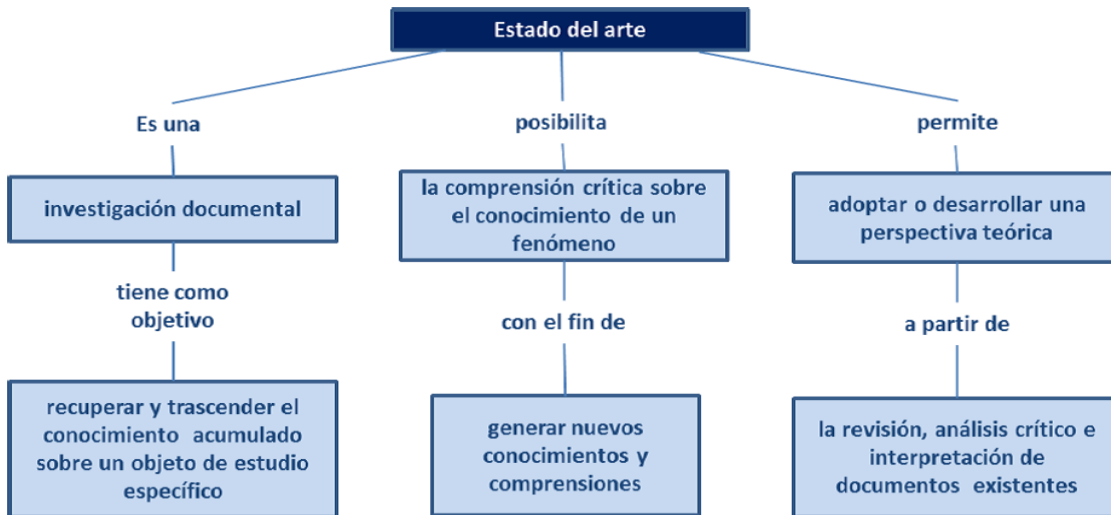 Estado del arte
Es una
posibilita
permite
investigación documental
la comprensión crítica sobre
el conocimiento de un
fenómeno
adoptar o desarrollar una
perspectiva teórica
tiene como
objetivo
con el fin de
a partir de
recuperar y trascender el
conocimiento acumulado
sobre un objeto de estudio
específico
generar nuevos
conocimientos y
comprensiones
la revisión, análisis crítico e
interpretación de
documentos existentes